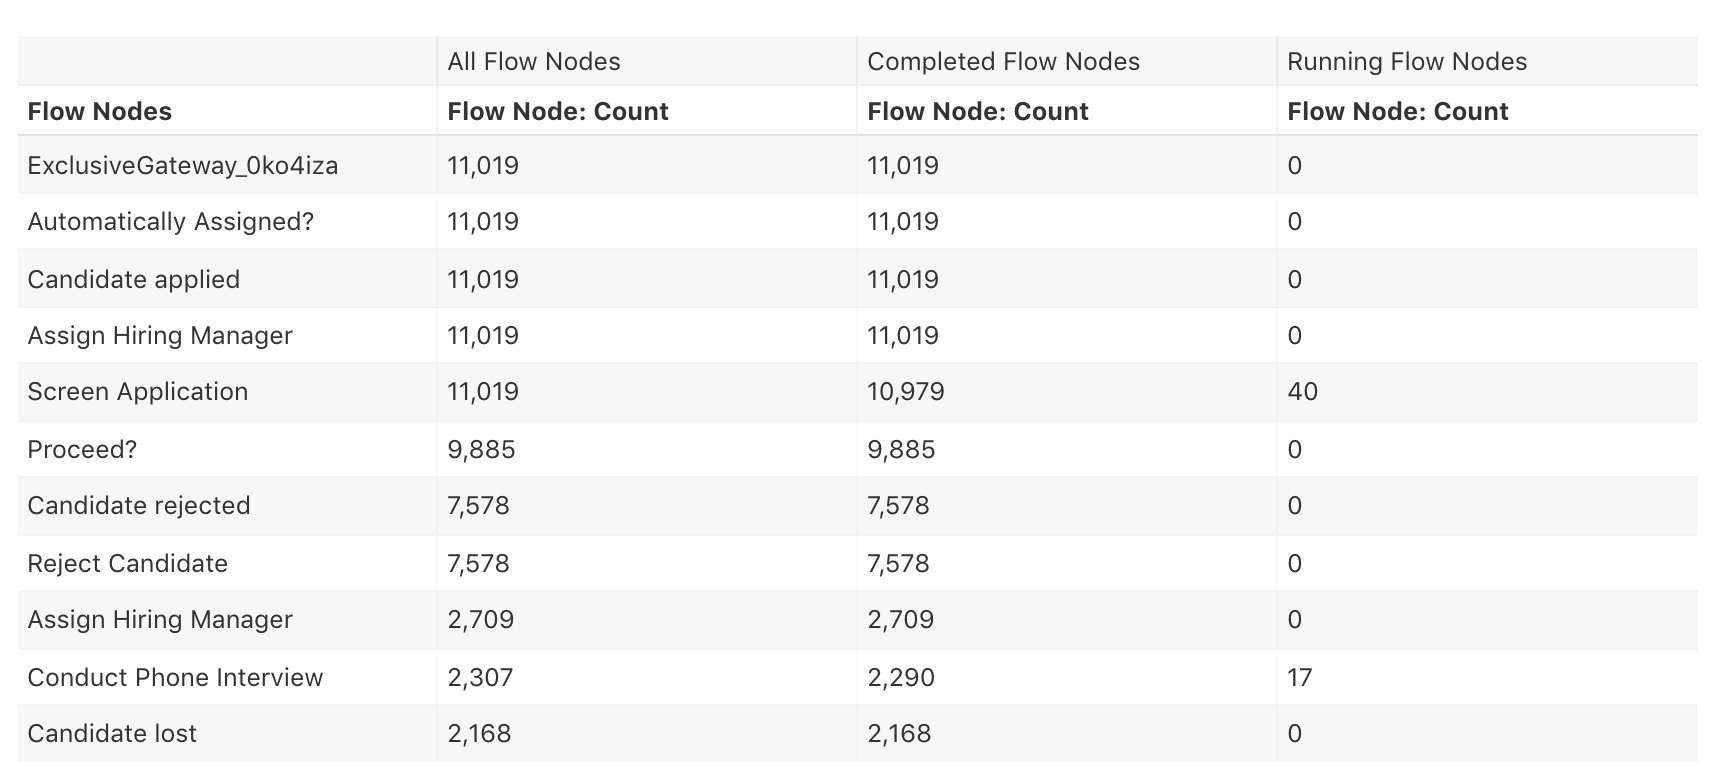 All Flow Nodes Completed Flow Nodes Running Flow Nodes
Flow Nodes Flow Node: Count Flow Node: Count Flow Node: Count
ExclusiveGateway_0ko4iza 11,019 11,019 0
Automatically Assigned? 11,019 11,019 0
Candidate applied 11,019 11,019 0
Assign Hiring Manager 11,019 11,019 0
Screen Application 11,019 10,979 40
Proceed? 9,885 9,885 0
Candidate rejected 7,578 7,578 0
Reject Candidate 7,578 7,578 0
Assign Hiring Manager 2,709 2,709 0
Conduct Phone Interview 2,307 2,290 17
Candidate lost 2,168 2,168 0